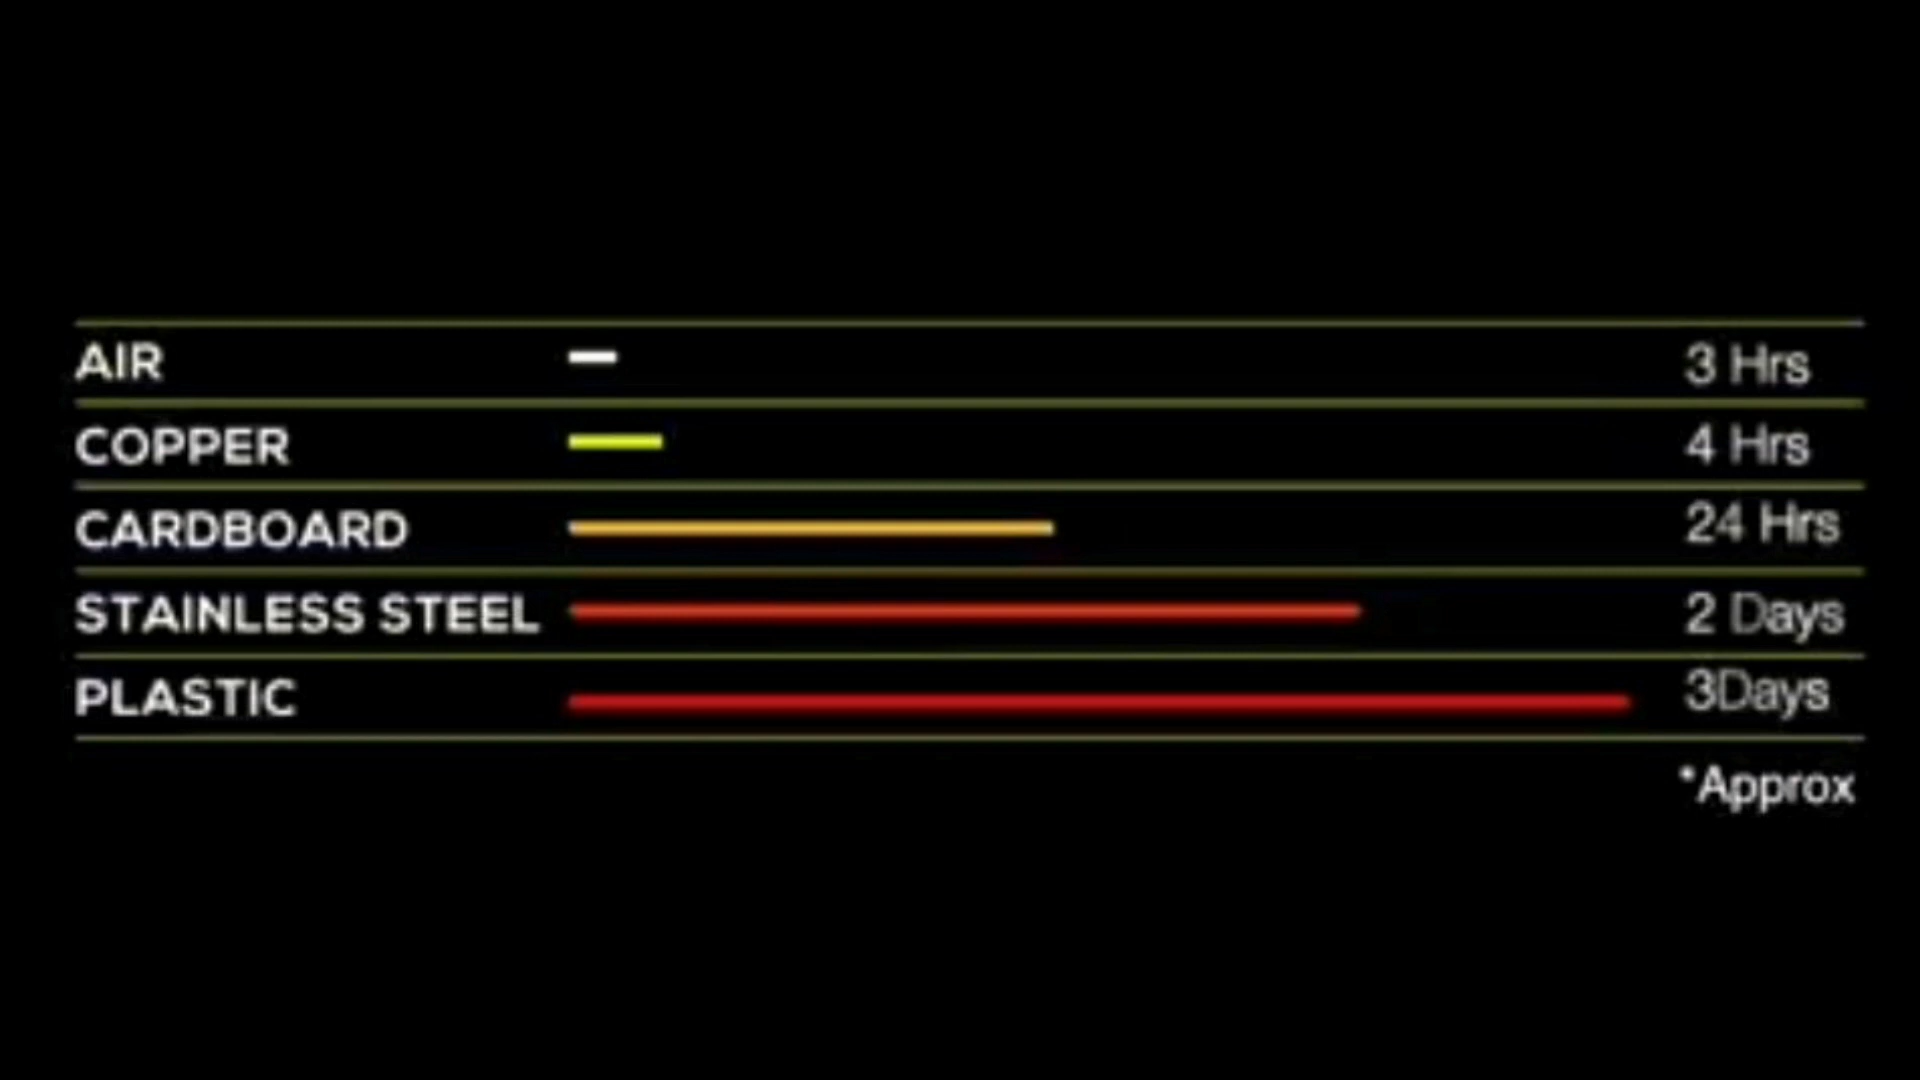 AIR 3 Hrs
COPPER 4 Hrs
CARDBOARD 24 Hrs
STAINLESS STEEL 2 Days
PLASTIC 3Days
*Approx